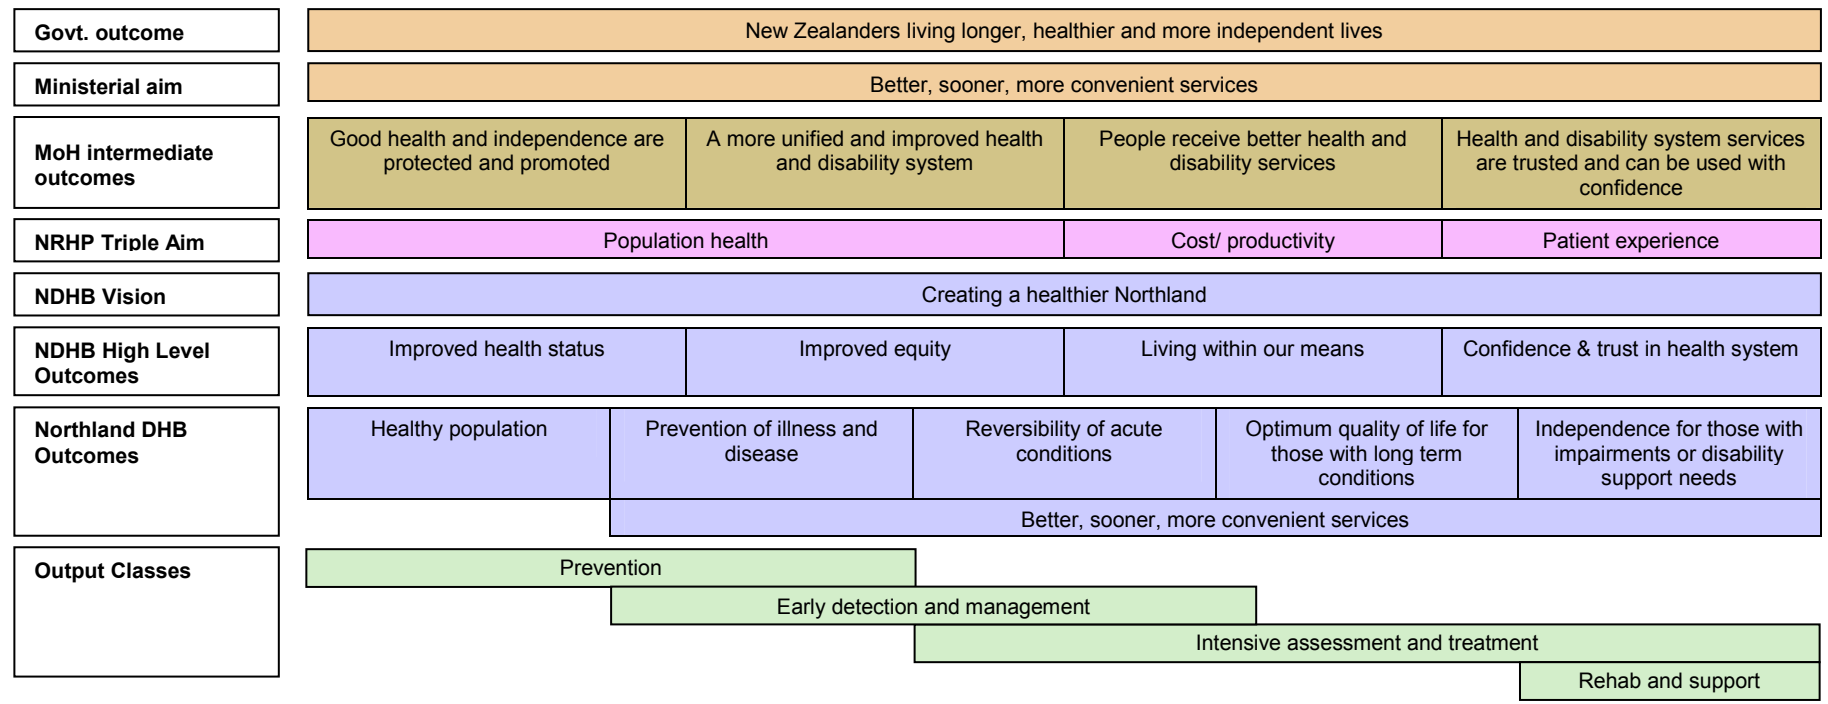 Govt. outcome
New Zealanders living longer, healthier and more independent lives
Ministerial aim
Better, sooner, more convenient services
MoH intermediate
outcomes
Good health and independence are
protected and promoted
A more unified and improved health
and disability system
People receive better health and
disability services
Health and disability system services
are trusted and can be used with
confidence
NRHP Triple Aim
Population health
Cost/ productivity
Patient experience
NDHB Vision
Creating a healthier Northland
NDHB High Level
Outcomes
Improved health status
Improved equity
Living within our means
Confidence & trust in health system
Northland DHB
Outcomes
Healthy population
Prevention of illness and
disease
Reversibility of acute
conditions
Optimum quality of life for
those with long term
conditions
Independence for those with
impairments or disability
support needs
Better, sooner, more convenient services
Output Classes
Prevention
Early detection and management
Intensive assessment and treatment
Rehab and support